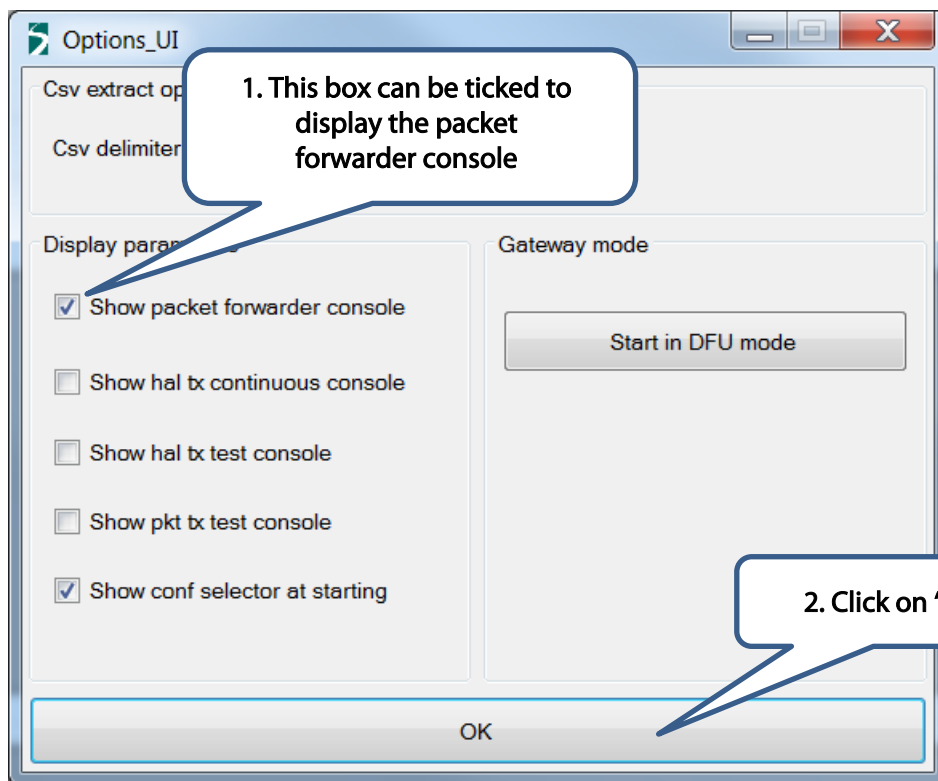 Options_UI
Csv extract op
1. This box can be ticked to
display the packet
forwarder console
Csv delimiter
Display param
Gateway mode
Show packet forwarder console
Start in DFU mode
Show hal tx continuous console
Show hal tx test console
Show pkt tx test console
Show conf selector at starting
2. Click on ‘
OK